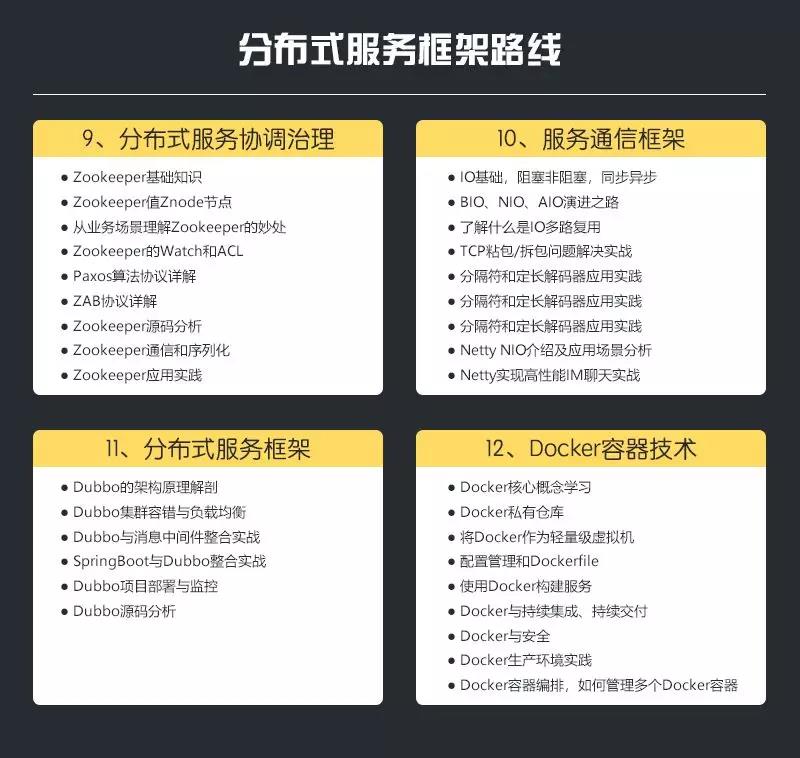 分布式服务框架路线
9、分布式服务协调治理
● Zookeeper基础知识
● Zookeeper值Znode节点
● 从业务场景理解Zookeeper的妙处
● Zookeeper的Watch和ACL
● Paxos算法协议详解
● ZAB协议详解
● Zookeeper源码分析
● Zookeeper通信和序列化
● Zookeeper应用实践
10、服务通信框架
● IO基础，阻塞非阻塞，同步异步
● BIO、NIO、AIO演进之路
● 了解什么是IO多路复用
● TCP粘包/拆包问题解决实战
● 分隔符和定长解码器应用实践
● 分隔符和定长解码器应用实践
● 分隔符和定长解码器应用实践
● Netty NIO介绍及应用场景分析
● Netty实现高性能IM聊天实战
11、分布式服务框架
● Dubbo的架构原理解剖
● Dubbo集群容错与负载均衡
● Dubbo与消息中间件整合实战
● SpringBoot与Dubbo整合实战
● Dubbo项目部署与监控
● Dubbo源码分析
12、Docker容器技术
● Docker核心概念学习
● Docker私有仓库
● 将Docker作为轻量级虚拟机
● 配置管理和Dockerfile
● 使用Docker构建服务
● Docker与持续集成、持续交付
● Docker与安全
● Docker生产环境实践
● Docker容器编排，如何管理多个Docker容器